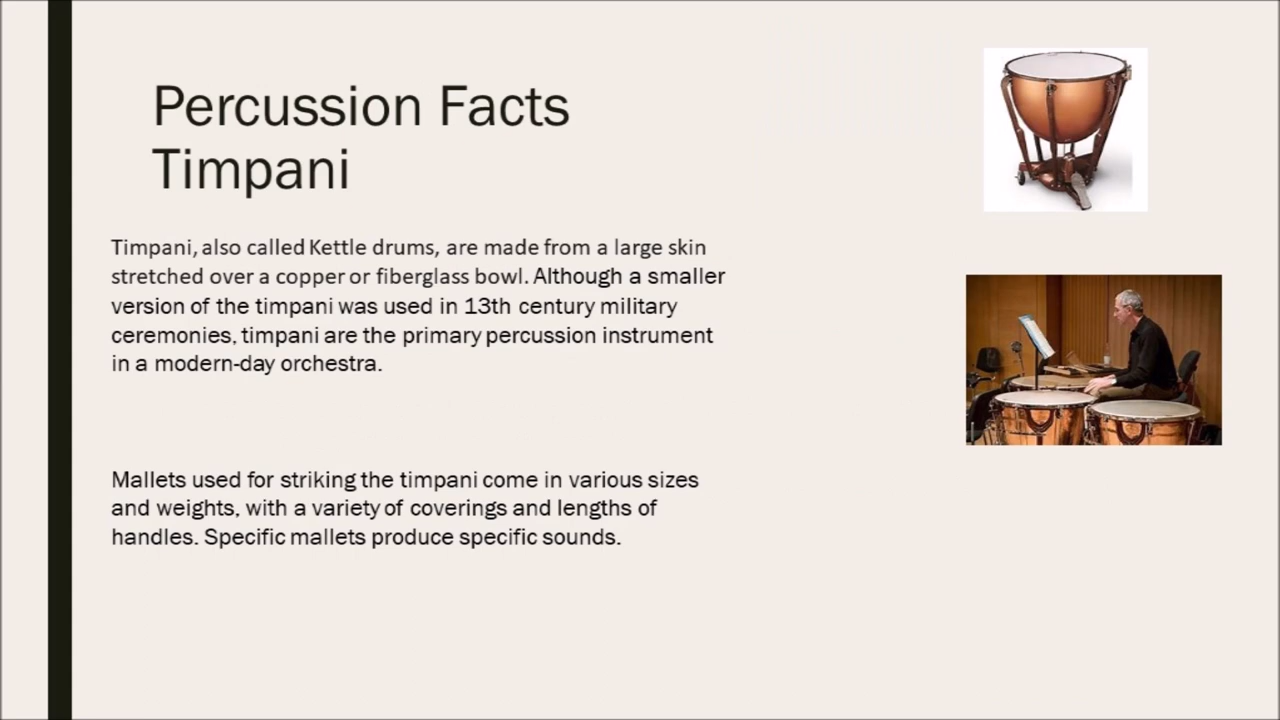 Percussion Facts
Timpani
Timpani, also called Kettle drums, are made from a large skin
stretched over a copper or fiberglass bowl. Although a smaller
version of the timpani was used in 13th century military
ceremonies, timpani are the primary percussion instrument
in a modern-day orchestra.
Mallets used for striking the timpani come in various sizes
and weights, with a variety of coverings and lengths of
handles. Specific mallets produce specific sounds.